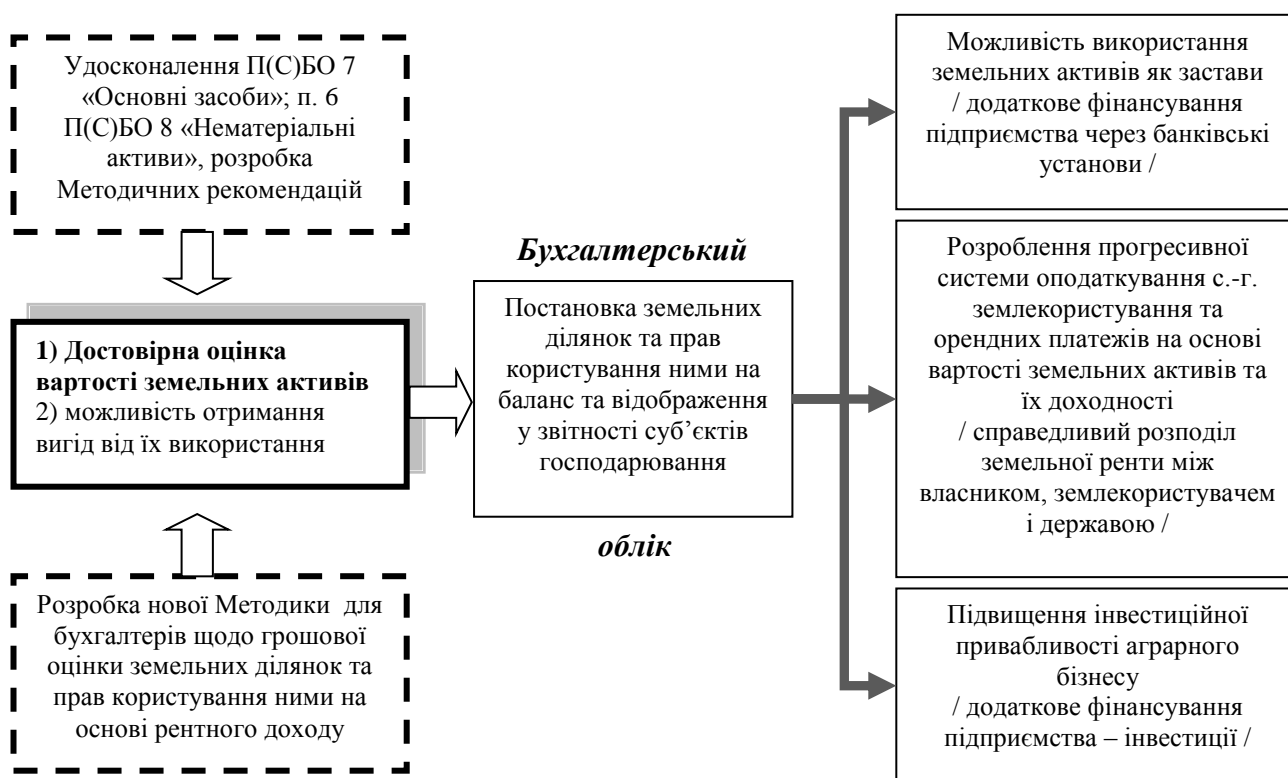 Удосконалення П(С)БО 7
«Основні засоби»; п. 6
П(С)БО 8 «Нематеріальні
активи», розробка
Методичних рекомендацій
1) Достовірна оцінка
вартості земельних активів
2) можливість отримання
вигід від їх використання
Розробка нової Методики для
бухгалтерів щодо грошової
оцінки земельних ділянок та
прав користування ними на
основі рентного доходу
Бухгалтерський
Постановка земельних
ділянок та прав
користування ними на
баланс та відображення
у звітності суб’єктів
господарювання
облік
Можливість використання
земельних активів як застави
/ додаткове фінансування
підприємства через банківські
установи /
Розроблення прогресивної
системи оподаткування с.-г.
землекористування та
орендних платежів на основі
вартості земельних активів та
їх доходності
/ справедливий розподіл
земельної ренти між
власником, землекористувачем
і державою /
Підвищення інвестиційної
привабливості аграрного
бізнесу
/ додаткове фінансування
підприємства – інвестиції /